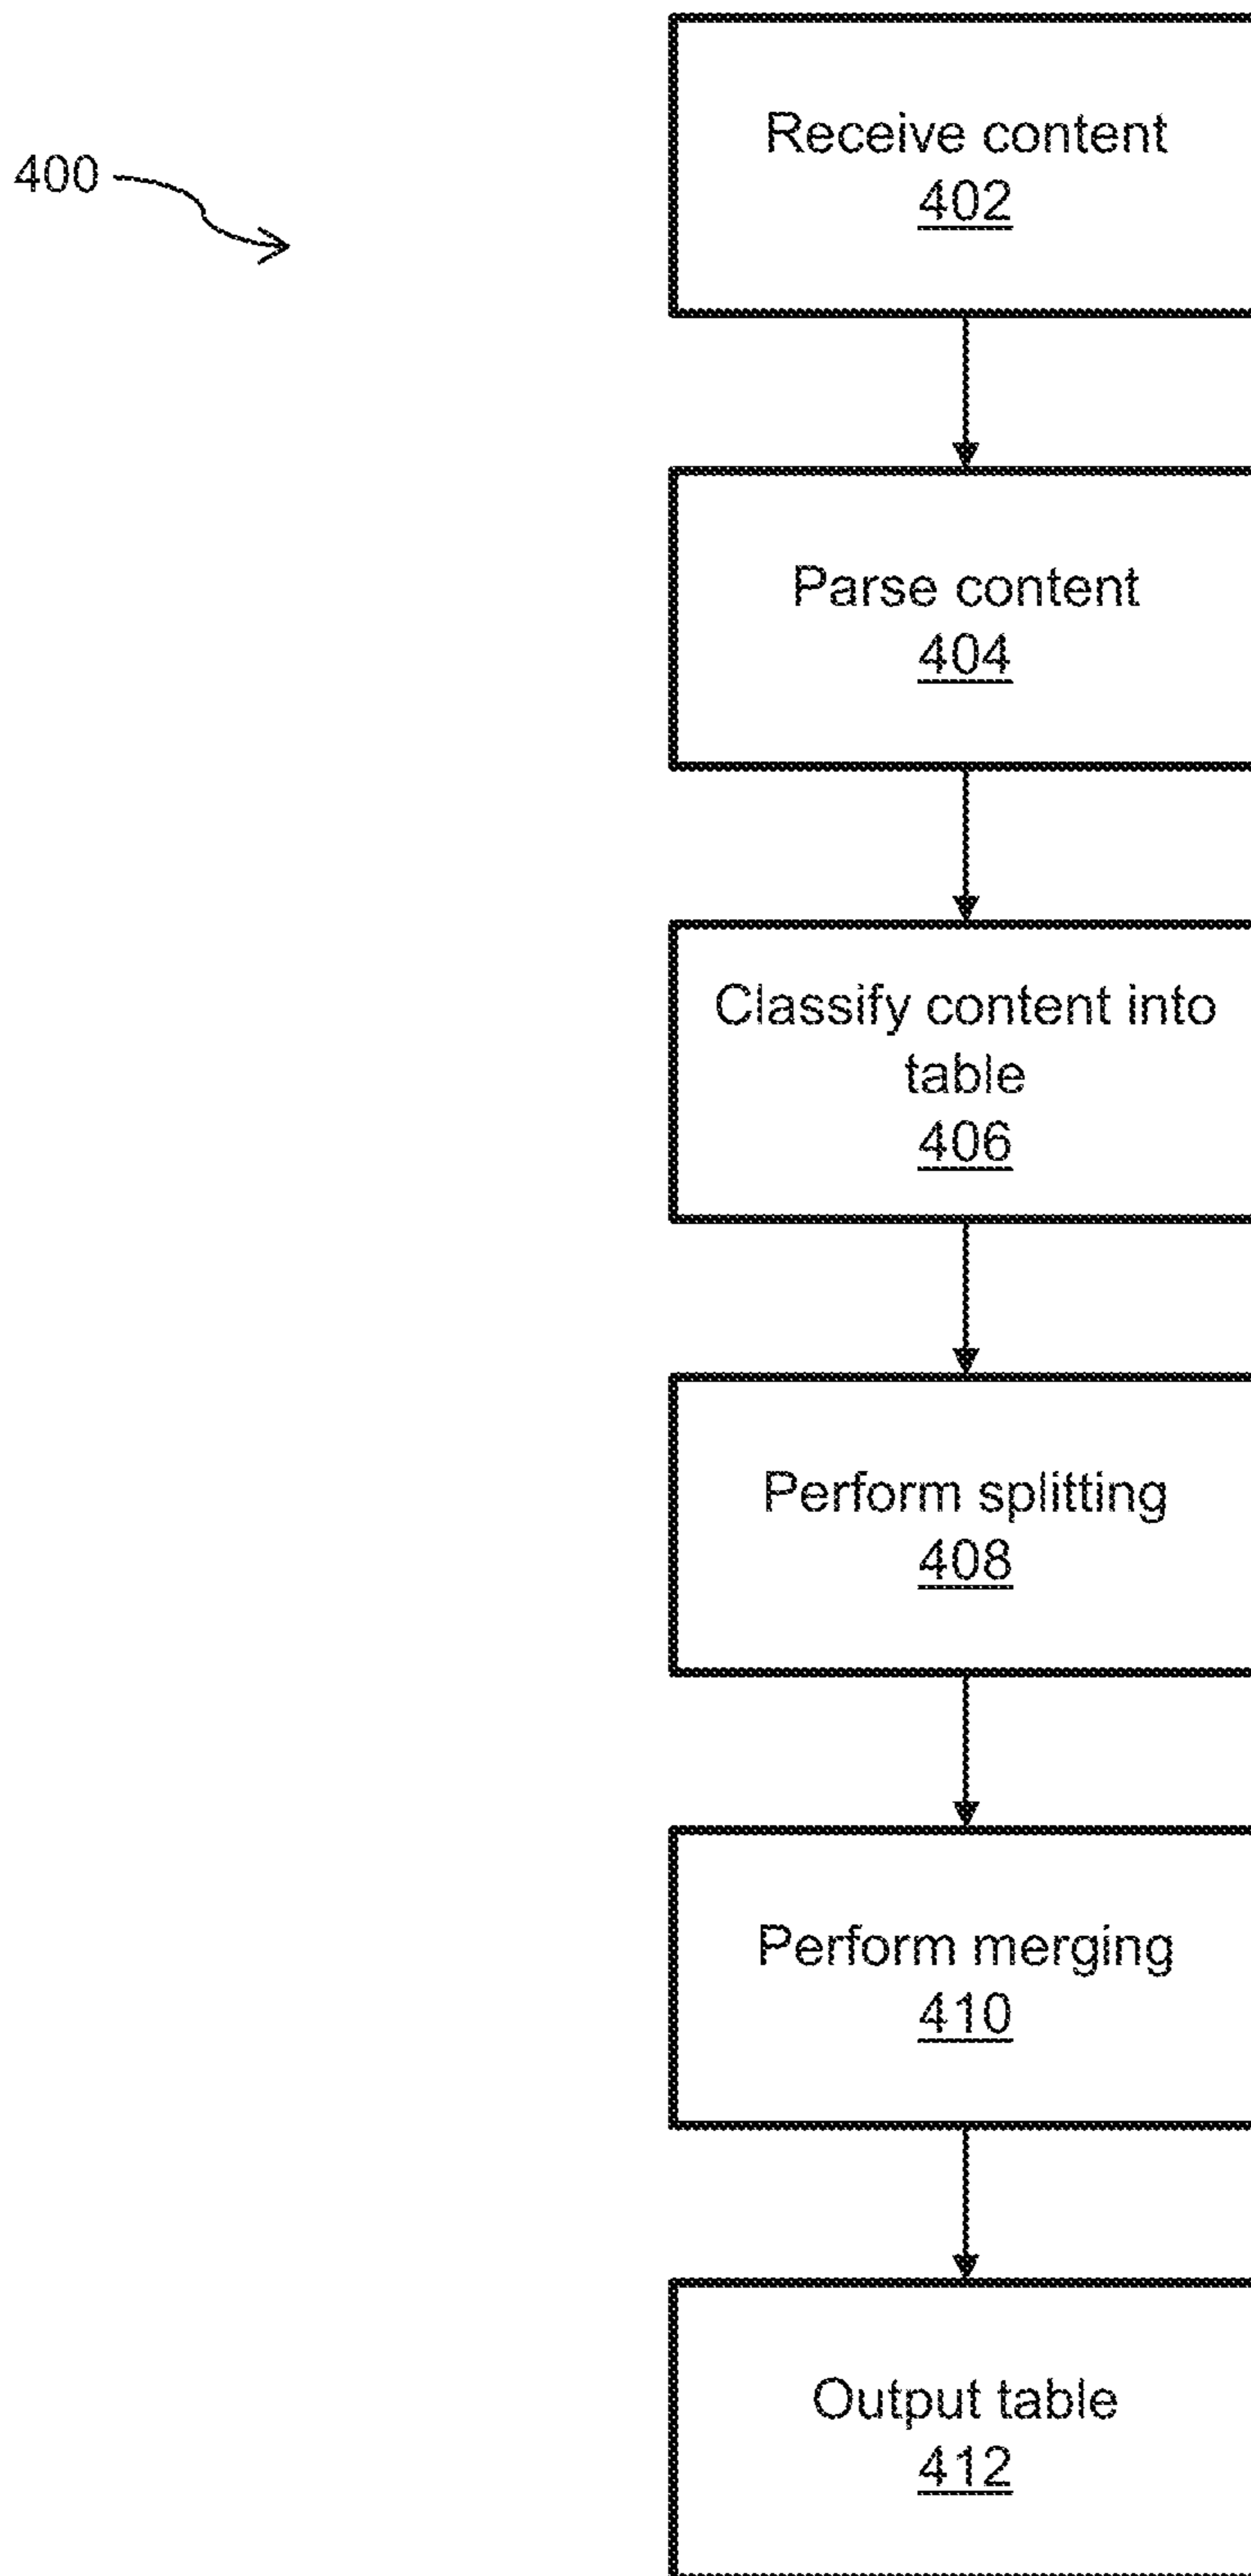 400
Receive content
402
Parse content
404
Classify content into
table
406
Perform splitting
408
Perform merging
410
Output table
412